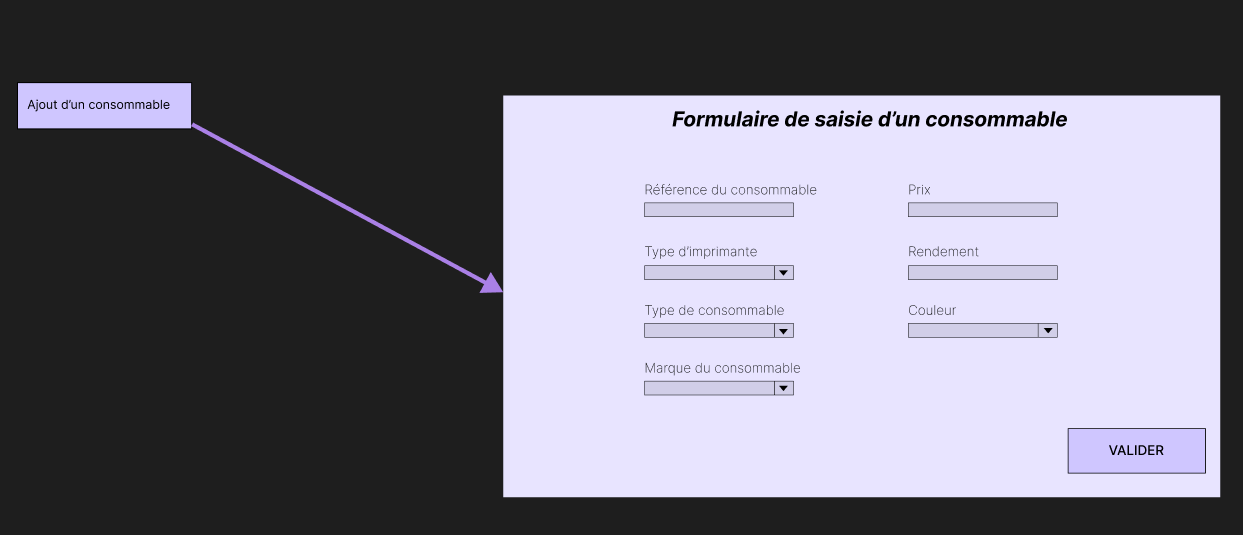 Ajout d'un consommable
Formulaire de saisie d'un consommable
Référence du consommable
Prix
Type d'imprimante
Rendement
Type de consommable
Couleur
Marque du consommable
VALIDER